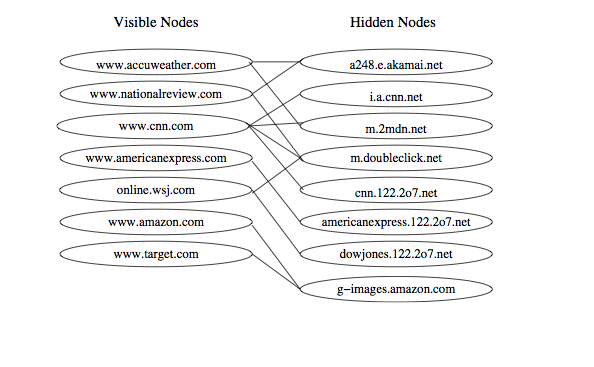 Visible Nodes Hidden Nodes
www.accuweather.com a248.e.akamai.net
www.nationalreview.com i.a.cnn.net
www.cnn.com m.2mdn.net
www.americanexpress.com m.doubleclick.net
online.wsj.com cnn.122.2o7.net
www.amazon.com americanexpress.122.2o7.net
www.target.com dowjones.122.2o7.net
g-images.amazon.com